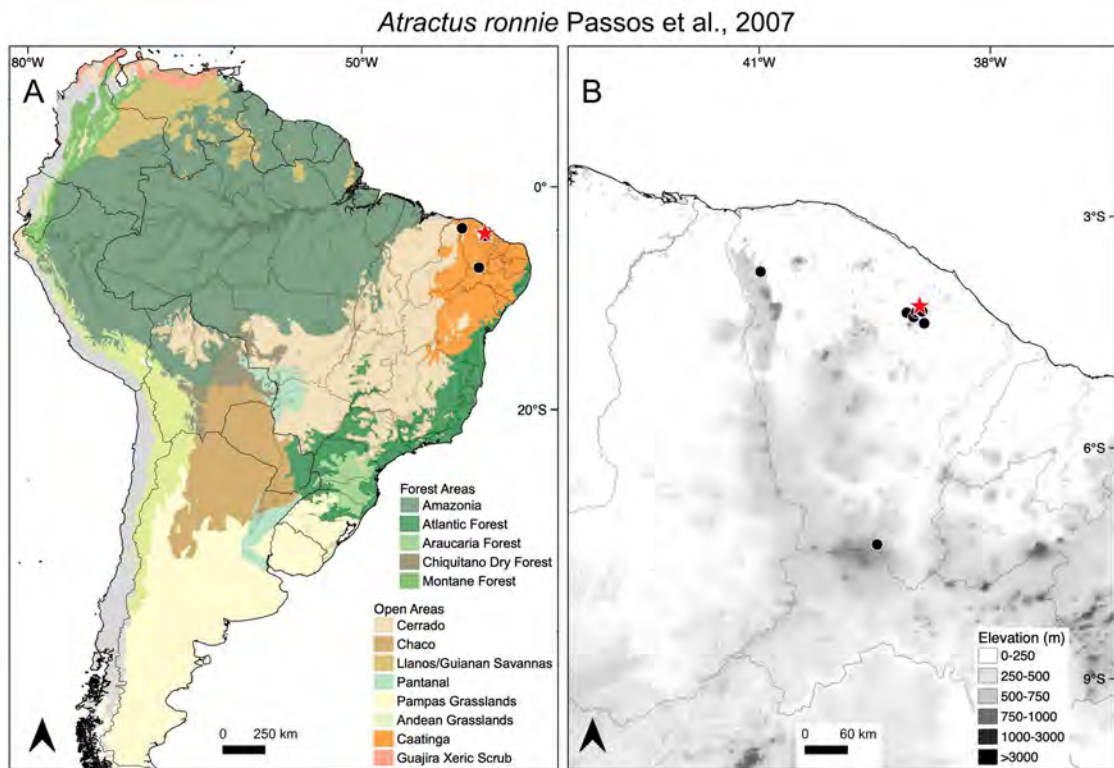 Atractus ronnie Passos et al., 2007
80°W
50°W
A
0°
20°S
Forest Areas
Amazonia
Atlantic Forest
Araucaria Forest
Chiquitano Dry Forest
Montane Forest
Open Areas
Cerrado
Chaco
Llanos/Guianan Savannas
Pantanal
Pampas Grasslands
Andean Grasslands
Caatinga
Guajira Xeric Scrub
0 250 km
41°W
38°W
B
3°S
6°S
9°S
Elevation (m)
0-250
250-500
500-750
750-1000
1000-3000
>3000
0 60 km